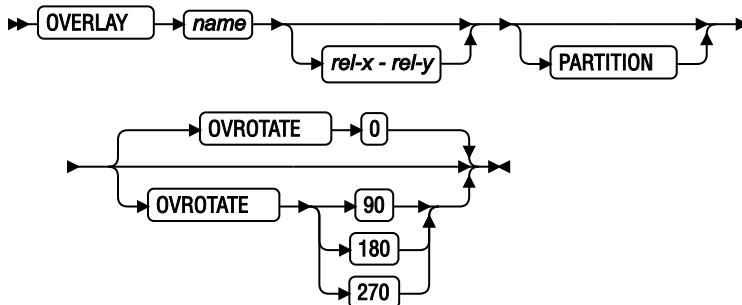 OVERLAY name
rel-x - rel-y
PARTITION
OVROTATE 0
OVROTATE 90
180
270